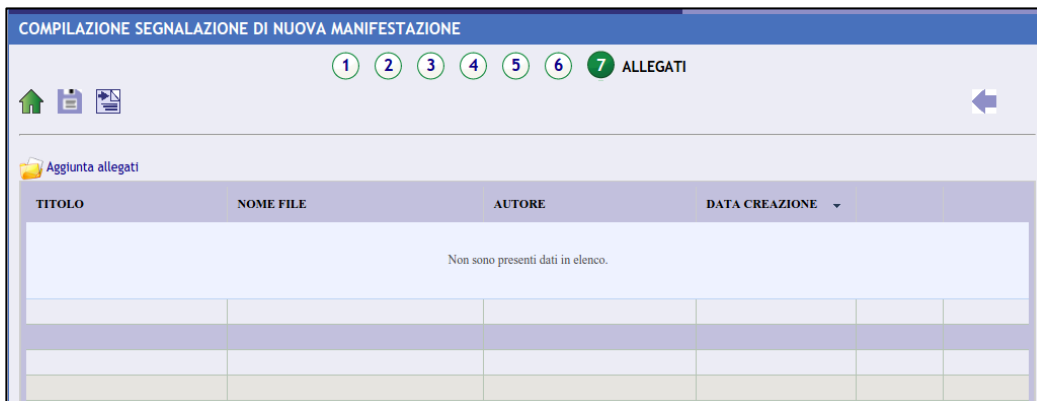 COMPILAZIONE SEGNALAZIONE DI NUOVA MANIFESTAZIONE
1 2 3 4 5 6 7 ALLEGATI
Aggiunta allegati
TITOLO NOME FILE AUTORE DATA CREAZIONE
Non sono presenti dati in elenco.